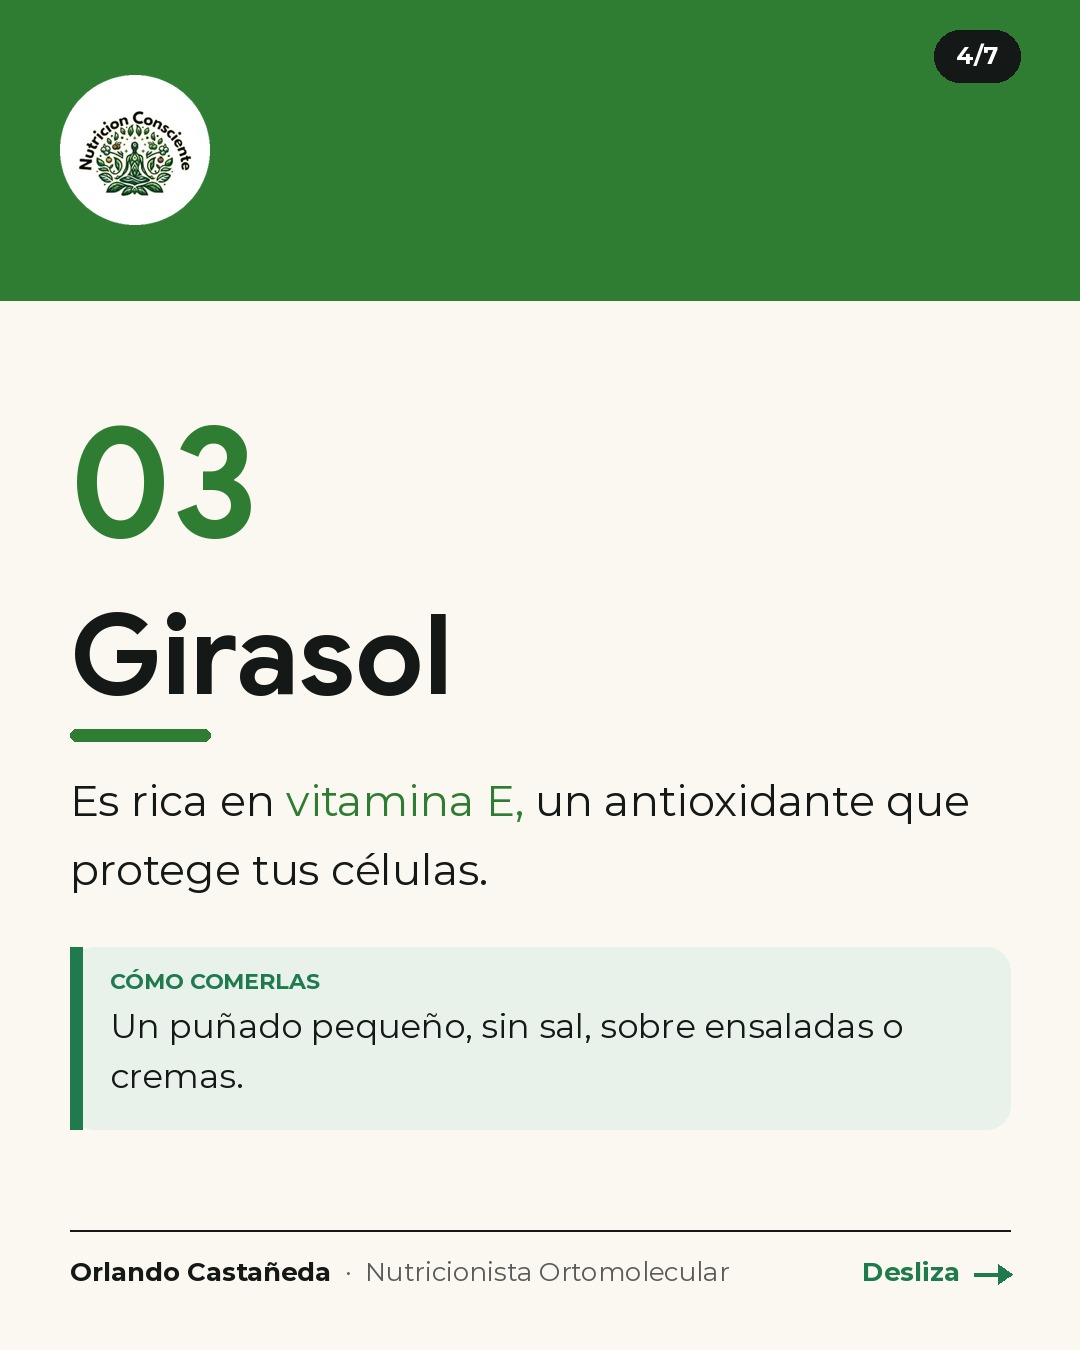 4/7
Nutricion Consciente
03
Girasol
Es rica en vitamina E, un antioxidante que
protege tus células.
CÓMO COMERLAS
Un puñado pequeño, sin sal, sobre ensaladas o
cremas.
Orlando Castañeda · Nutricionista Ortomolecular
Desliza